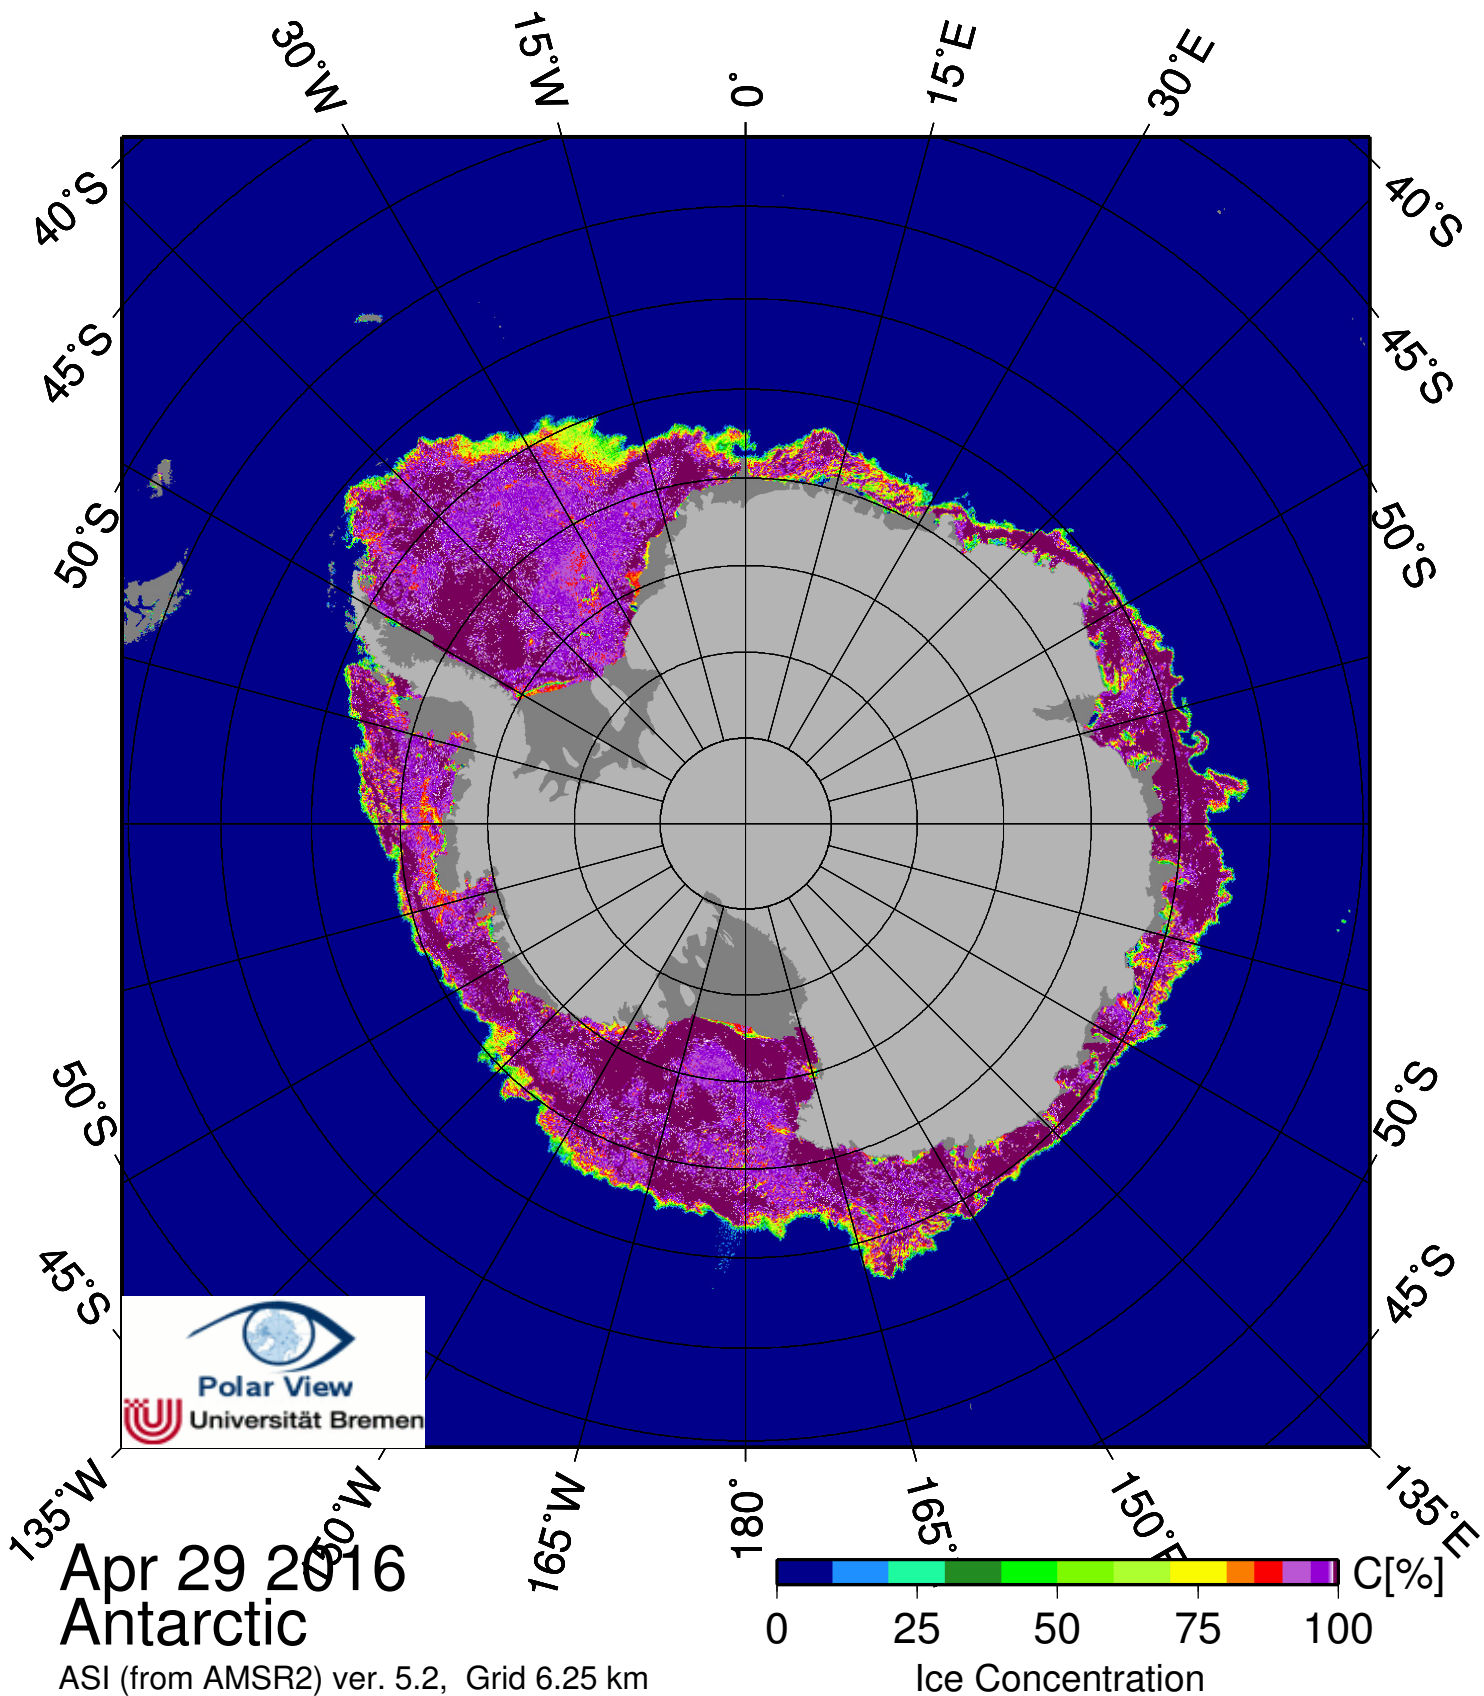 30°W 15°W 0° 15°E 30°E
40°S 40°S
45°S 45°S
50°S 50°S
50°S 50°S
45°S 45°S
135°W 150°W 165°W 180° 165° 150°E 135°E
Polar View
Universität Bremen
Apr 29 2016
Antarctic
ASI (from AMSR2) ver. 5.2, Grid 6.25 km
C[%]
0 25 50 75 100
Ice Concentration